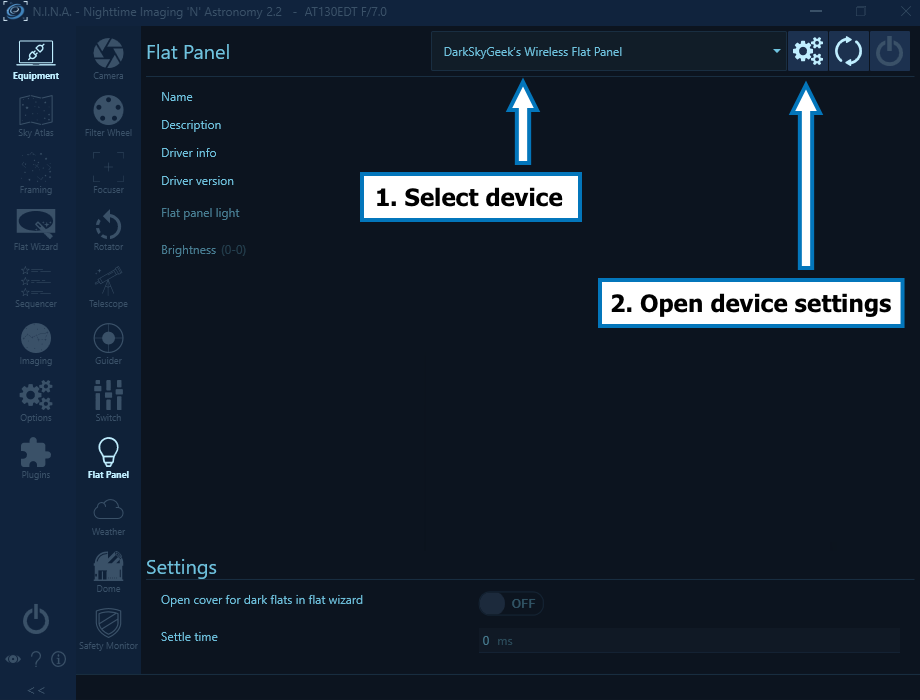 N.I.N.A. - Nighttime Imaging 'N' Astronomy 2.2 - AT130EDT F/7.0
Equipment
Sky Atlas
Framing
Flat Wizard
Sequencer
Imaging
Options
Plugins
<<
Camera
Filter Wheel
Focuser
Rotator
Telescope
Guider
Switch
Flat Panel
Weather
Dome
Safety Monitor
Flat Panel
DarkSkyGeek's Wireless Flat Panel
Name
Description
Driver info
Driver version
Flat panel light
Brightness (0-0)
1. Select device
2. Open device settings
Settings
Open cover for dark flats in flat wizard
OFF
Settle time
0 ms